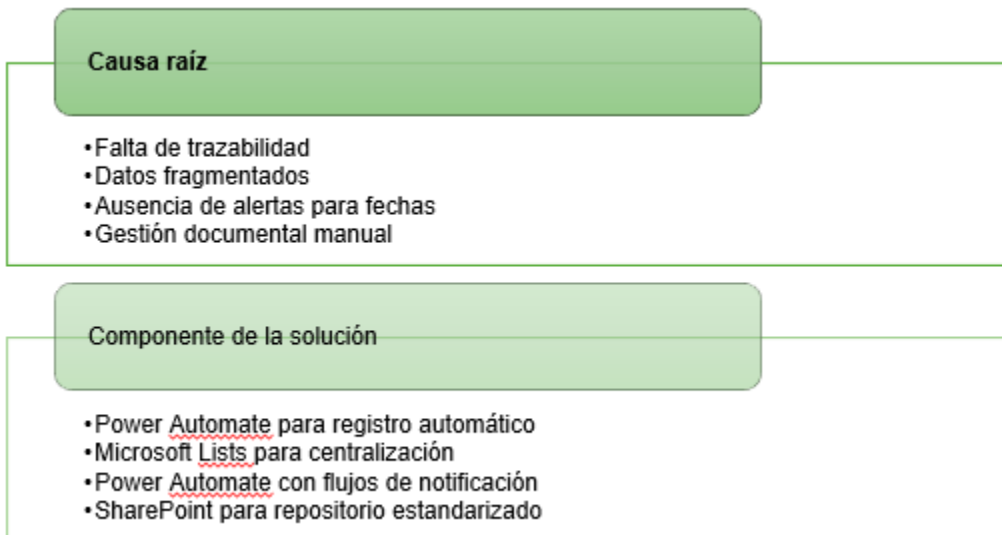 Causa raíz
•Falta de trazabilidad
•Datos fragmentados
•Ausencia de alertas para fechas
•Gestión documental manual
Componente de la solución
•Power Automate para registro automático
•Microsoft Lists para centralización
•Power Automate con flujos de notificación
•SharePoint para repositorio estandarizado